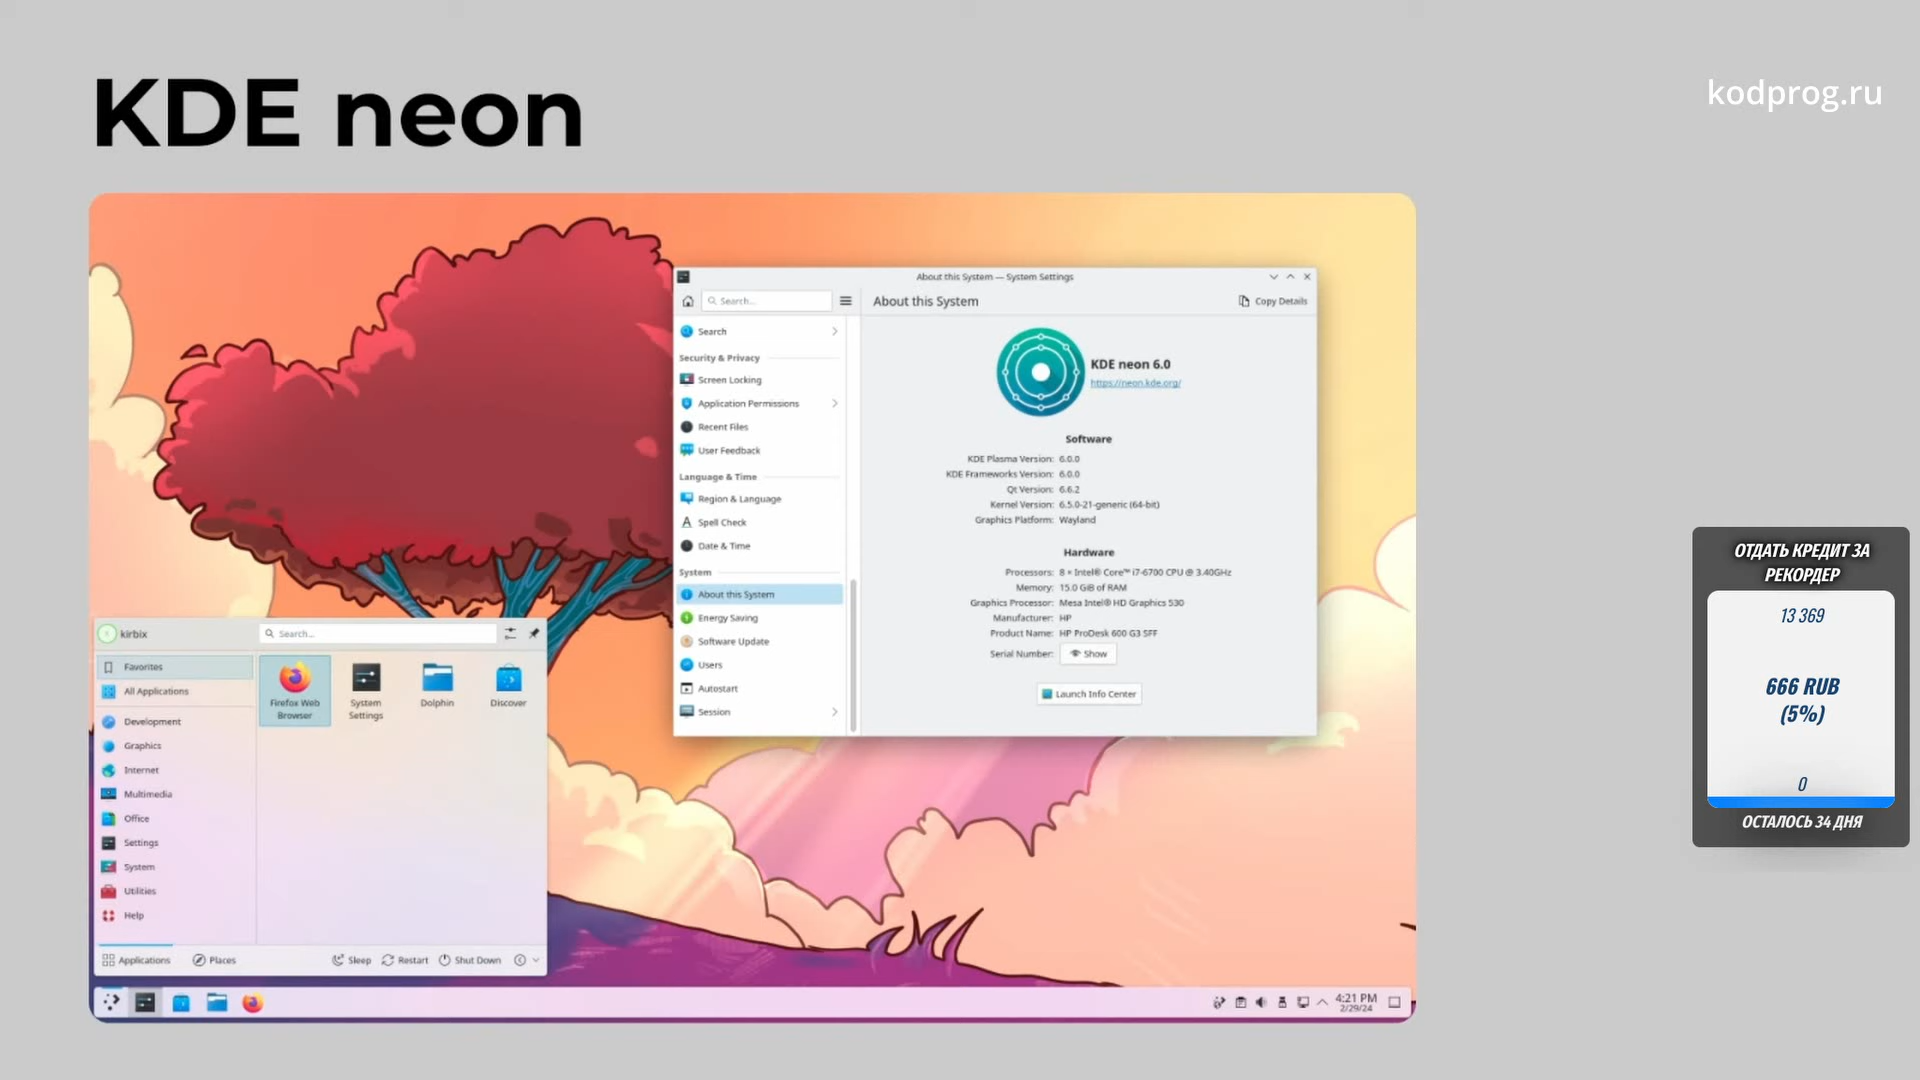 KDE neon
kodprog.ru
About this System — System Settings
Search...
About this System
Copy Details
Search
Security & Privacy
Screen Locking
Application Permissions
Recent Files
User Feedback
Language & Time
Region & Language
Spell Check
Date & Time
System
About this System
Energy Saving
Software Update
Users
Autostart
Session
KDE neon 6.0
https://neon.kde.org/
Software
KDE Plasma Version: 6.0.0
KDE Frameworks Version: 6.0.0
Qt Version: 6.6.2
Kernel Version: 6.5.0-21-generic (64-bit)
Graphics Platform: Wayland
Hardware
Processors: 8 × Intel® Core™ i7-6700 CPU @ 3.40GHz
Memory: 15.0 GiB of RAM
Graphics Processor: Mesa Intel® HD Graphics 530
Manufacturer: HP
Product Name: HP ProDesk 600 G3 SFF
Serial Number: Show
Launch Info Center
kirbix
Search...
Favorites
All Applications
Development
Graphics
Internet
Multimedia
Office
Settings
System
Utilities
Help
Firefox Web
Browser
System
Settings
Dolphin
Discover
Applications
Places
Sleep
Restart
Shut Down
4:21 PM
2/29/24
ОТДАТЬ КРЕДИТ ЗА
РЕКОРДЕР
13 369
666 RUB
(5%)
0
ОСТАЛОСЬ 34 ДНЯ